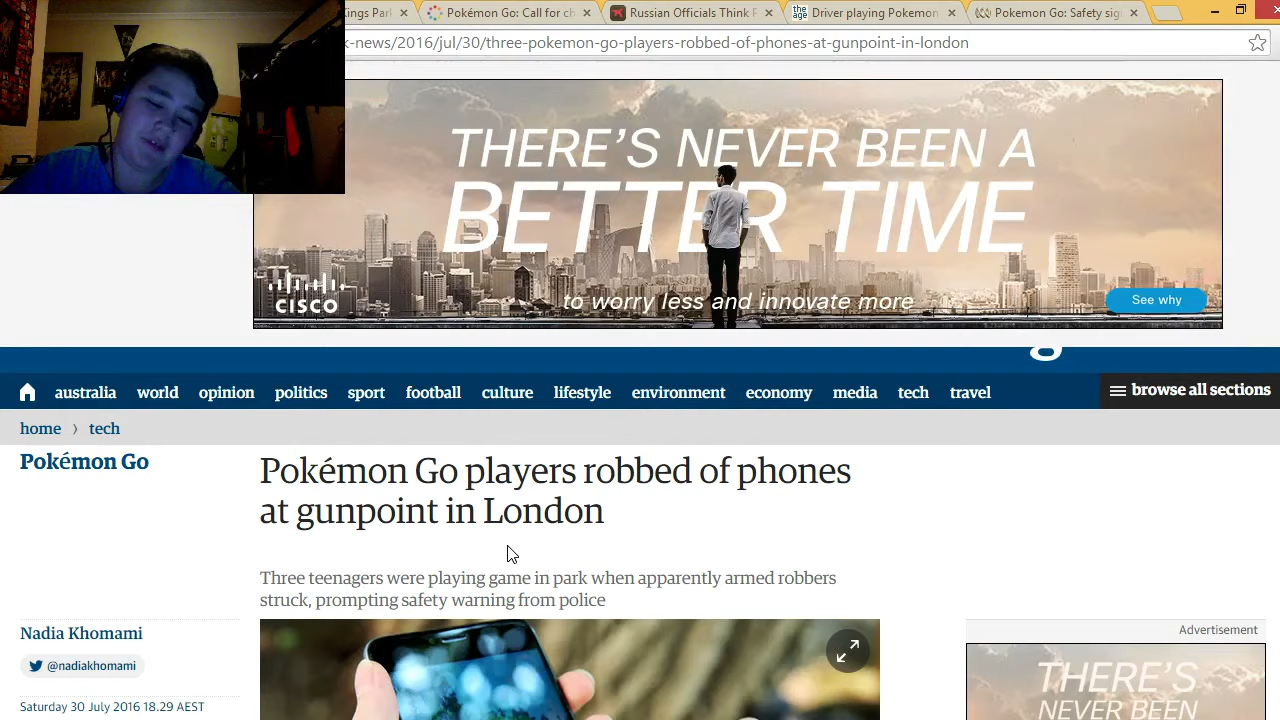 Kings Par
Pokémon Go: Call for ch
Russian Officials Think P
the age
Driver playing Pokemon
Pokemon Go: Safety sig
k-news/2016/jul/30/three-pokemon-go-players-robbed-of-phones-at-gunpoint-in-london
THERE'S NEVER BEEN A
BETTER TIME
to worry less and innovate more
CISCO
See why
australia world opinion politics sport football culture lifestyle environment economy media tech travel
browse all sections
home › tech
Pokémon Go
Pokémon Go players robbed of phones
at gunpoint in London
Three teenagers were playing game in park when apparently armed robbers
struck, prompting safety warning from police
Nadia Khomami
@nadiakhomami
Saturday 30 July 2016 18.29 AEST
Advertisement
THERE'S
NEVER BEEN